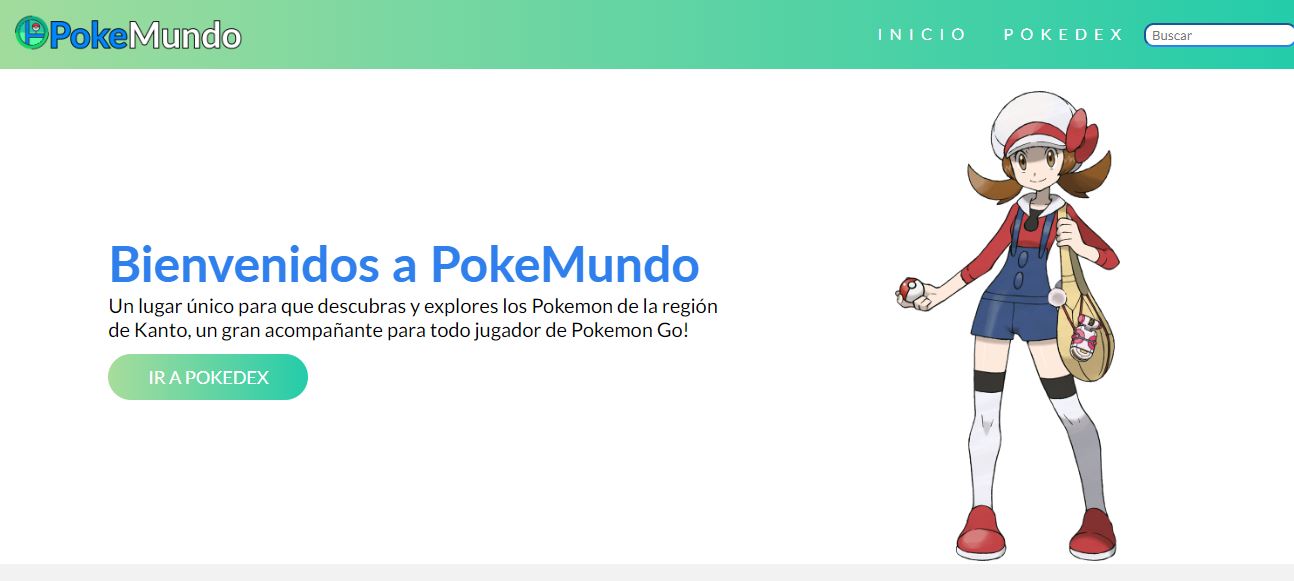 PokeMundo
INICIO
POKEDEX
Buscar
Bienvenidos a PokeMundo
Un lugar único para que descubras y explores los Pokemon de la región
de Kanto, un gran acompañante para todo jugador de Pokemon Go!
IR A POKEDEX